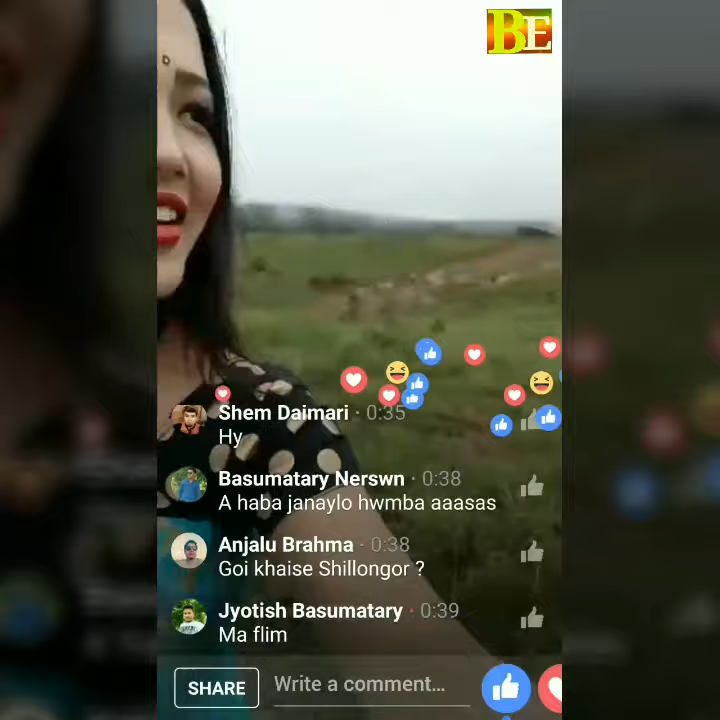 BE
Shem Daimari · 0:35
Hy
Basumatary Nerswn · 0:38
A haba janaylo hwmba aaasas
Anjalu Brahma · 0:38
Goi khaise Shillongor ?
Jyotish Basumatary · 0:39
Ma flim
SHARE Write a comment...